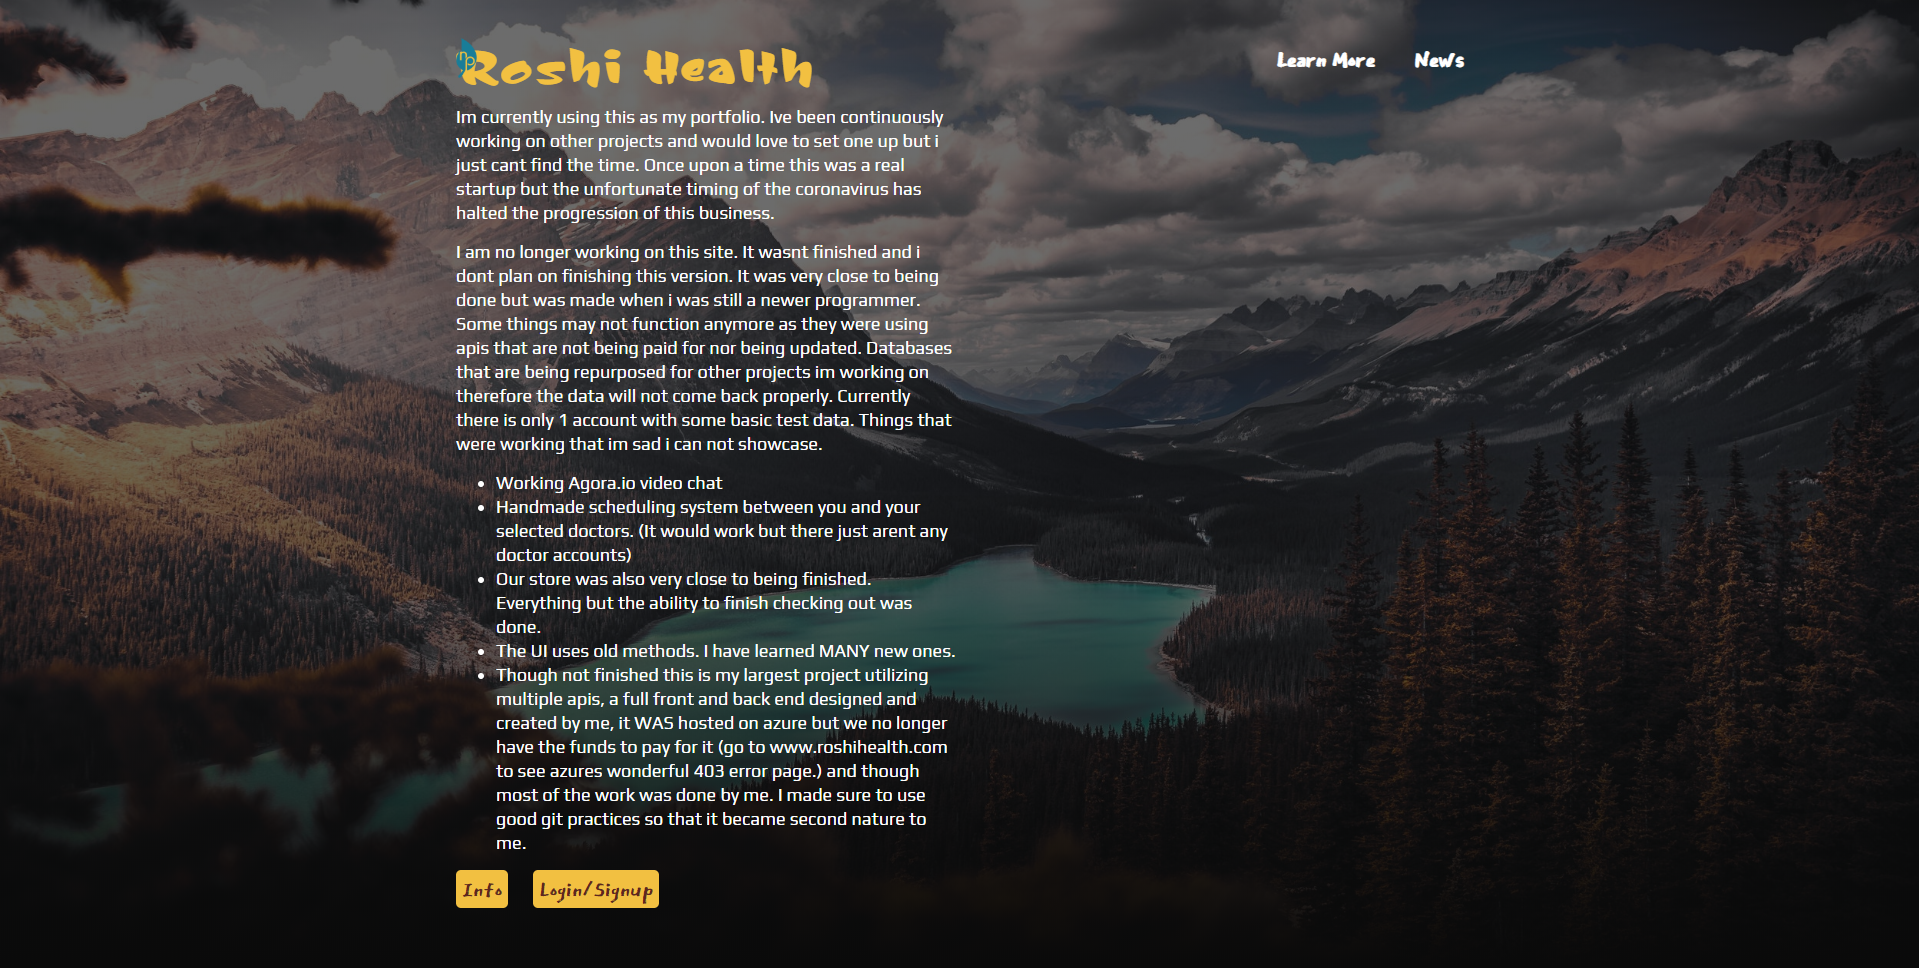 Roshi Health
Learn More
News
Im currently using this as my portfolio. Ive been continuously
working on other projects and would love to set one up but i
just cant find the time. Once upon a time this was a real
startup but the unfortunate timing of the coronavirus has
halted the progression of this business.
I am no longer working on this site. It wasnt finished and i
dont plan on finishing this version. It was very close to being
done but was made when i was still a newer programmer.
Some things may not function anymore as they were using
apis that are not being paid for nor being updated. Databases
that are being repurposed for other projects im working on
therefore the data will not come back properly. Currently
there is only 1 account with some basic test data. Things that
were working that im sad i can not showcase.
Working Agora.io video chat
Handmade scheduling system between you and your
selected doctors. (It would work but there just arent any
doctor accounts)
Our store was also very close to being finished.
Everything but the ability to finish checking out was
done.
The UI uses old methods. I have learned MANY new ones.
Though not finished this is my largest project utilizing
multiple apis, a full front and back end designed and
created by me, it WAS hosted on azure but we no longer
have the funds to pay for it (go to www.roshihealth.com
to see azures wonderful 403 error page.) and though
most of the work was done by me. I made sure to use
good git practices so that it became second nature to
me.
Info
Login/Signup